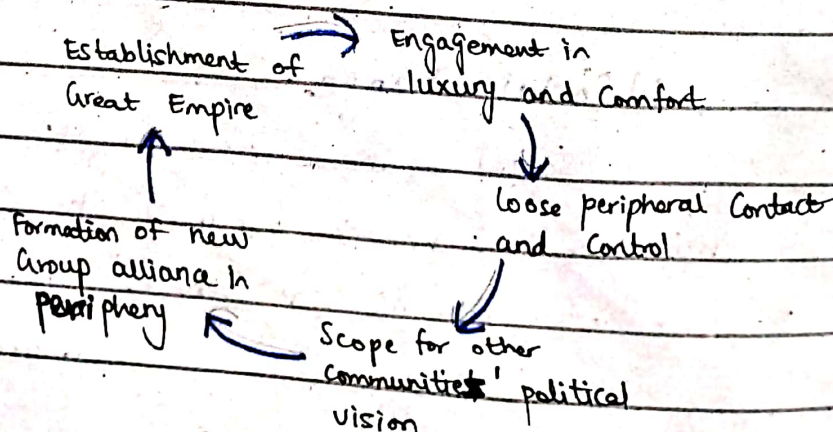 Establishment of
Great Empire
Engagement in
luxury and Comfort
loose peripheral Contact
and Control
Scope for other
communities' political
vision
Formation of new
Group alliance In
periphery